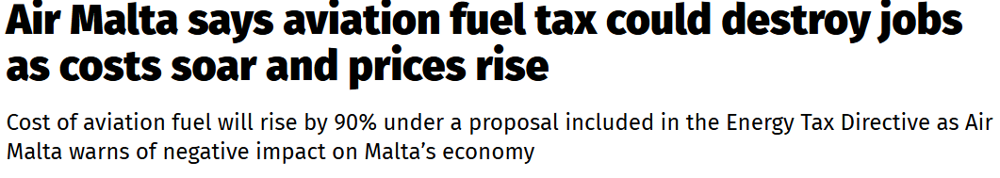 Air Malta says aviation fuel tax could destroy jobs
as costs soar and prices rise
Cost of aviation fuel will rise by 90% under a proposal included in the Energy Tax Directive as Air
Malta warns of negative impact on Malta’s economy